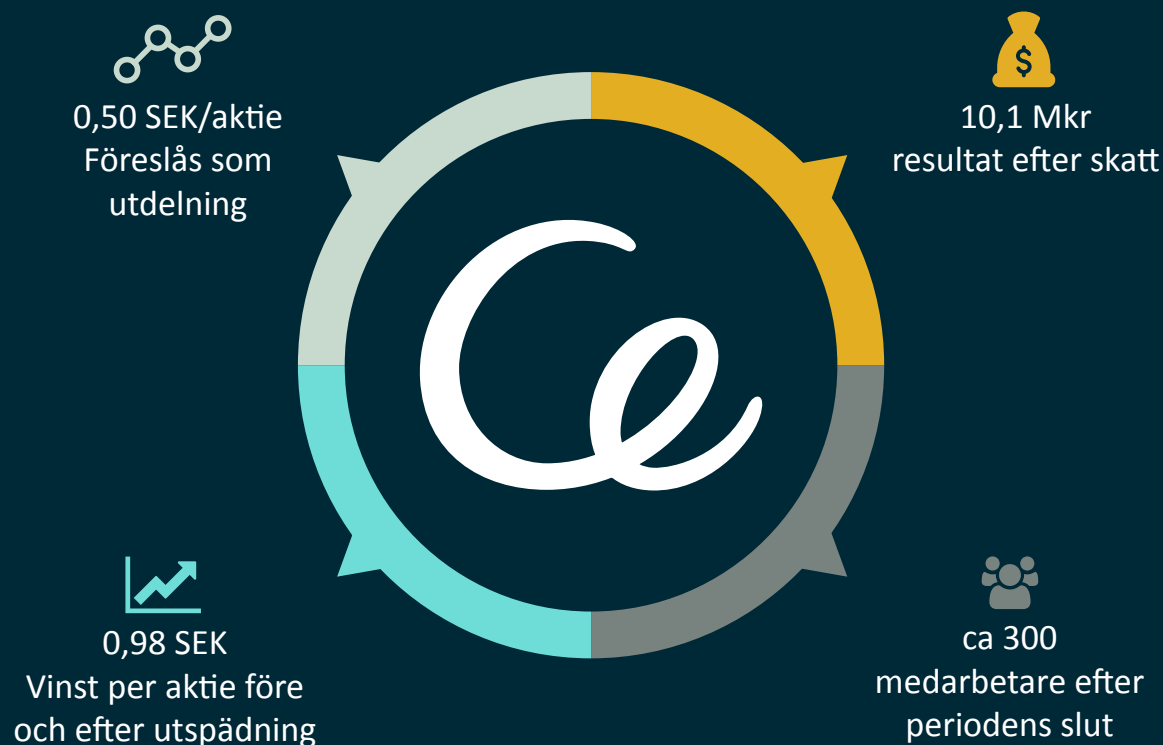 0,50 SEK/aktie
Föreslås som
utdelning
10,1 Mkr
resultat efter skatt
0,98 SEK
Vinst per aktie före
och efter utspädning
ca 300
medarbetare efter
periodens slut